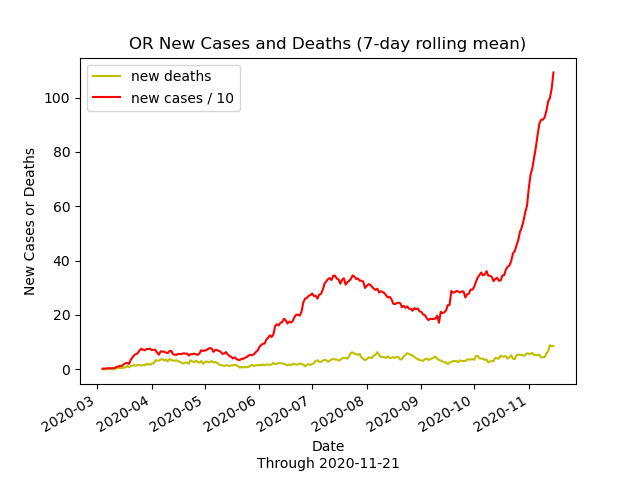 OR New Cases and Deaths (7-day rolling mean)
new deaths
new cases / 10
New Cases or Deaths
100
80
60
40
20
0
2020-03
2020-04
2020-05
2020-06
2020-07
2020-08
2020-09
2020-10
2020-11
Date
Through 2020-11-21